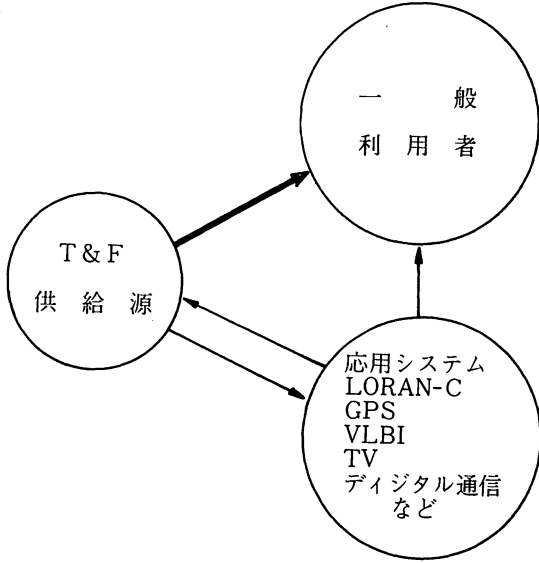 一般
利用者
T&F
供給源
応用システム
LORAN-C
GPS
VLBI
TV
ディジタル通信
など